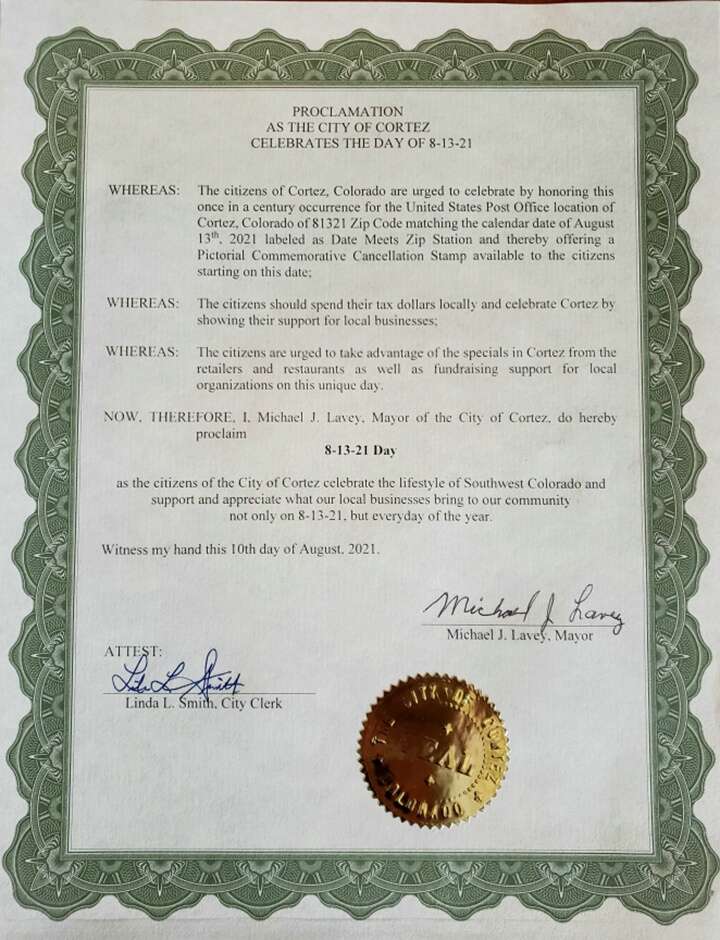 PROCLAMATION
AS THE CITY OF CORTEZ
CELEBRATES THE DAY OF 8-13-21
WHEREAS: The citizens of Cortez, Colorado are urged to celebrate by honoring this
once in a century occurrence for the United States Post Office location of
Cortez, Colorado of 81321 Zip Code matching the calendar date of August
13th, 2021 labeled as Date Meets Zip Station and thereby offering a
Pictorial Commemorative Cancellation Stamp available to the citizens
starting on this date;
WHEREAS: The citizens should spend their tax dollars locally and celebrate Cortez by
showing their support for local businesses;
WHEREAS: The citizens are urged to take advantage of the specials in Cortez from the
retailers and restaurants as well as fundraising support for local
organizations on this unique day.
NOW, THEREFORE, I, Michael J. Lavey, Mayor of the City of Cortez, do hereby
proclaim
8-13-21 Day
as the citizens of the City of Cortez celebrate the lifestyle of Southwest Colorado and
support and appreciate what our local businesses bring to our community
not only on 8-13-21, but everyday of the year.
Witness my hand this 10th day of August, 2021.
Michael J. Lavey
Michael J. Lavey, Mayor
ATTEST:
Linda L. Smith
Linda L. Smith, City Clerk
THE CITY OF CORTEZ
SEAL
COLORADO